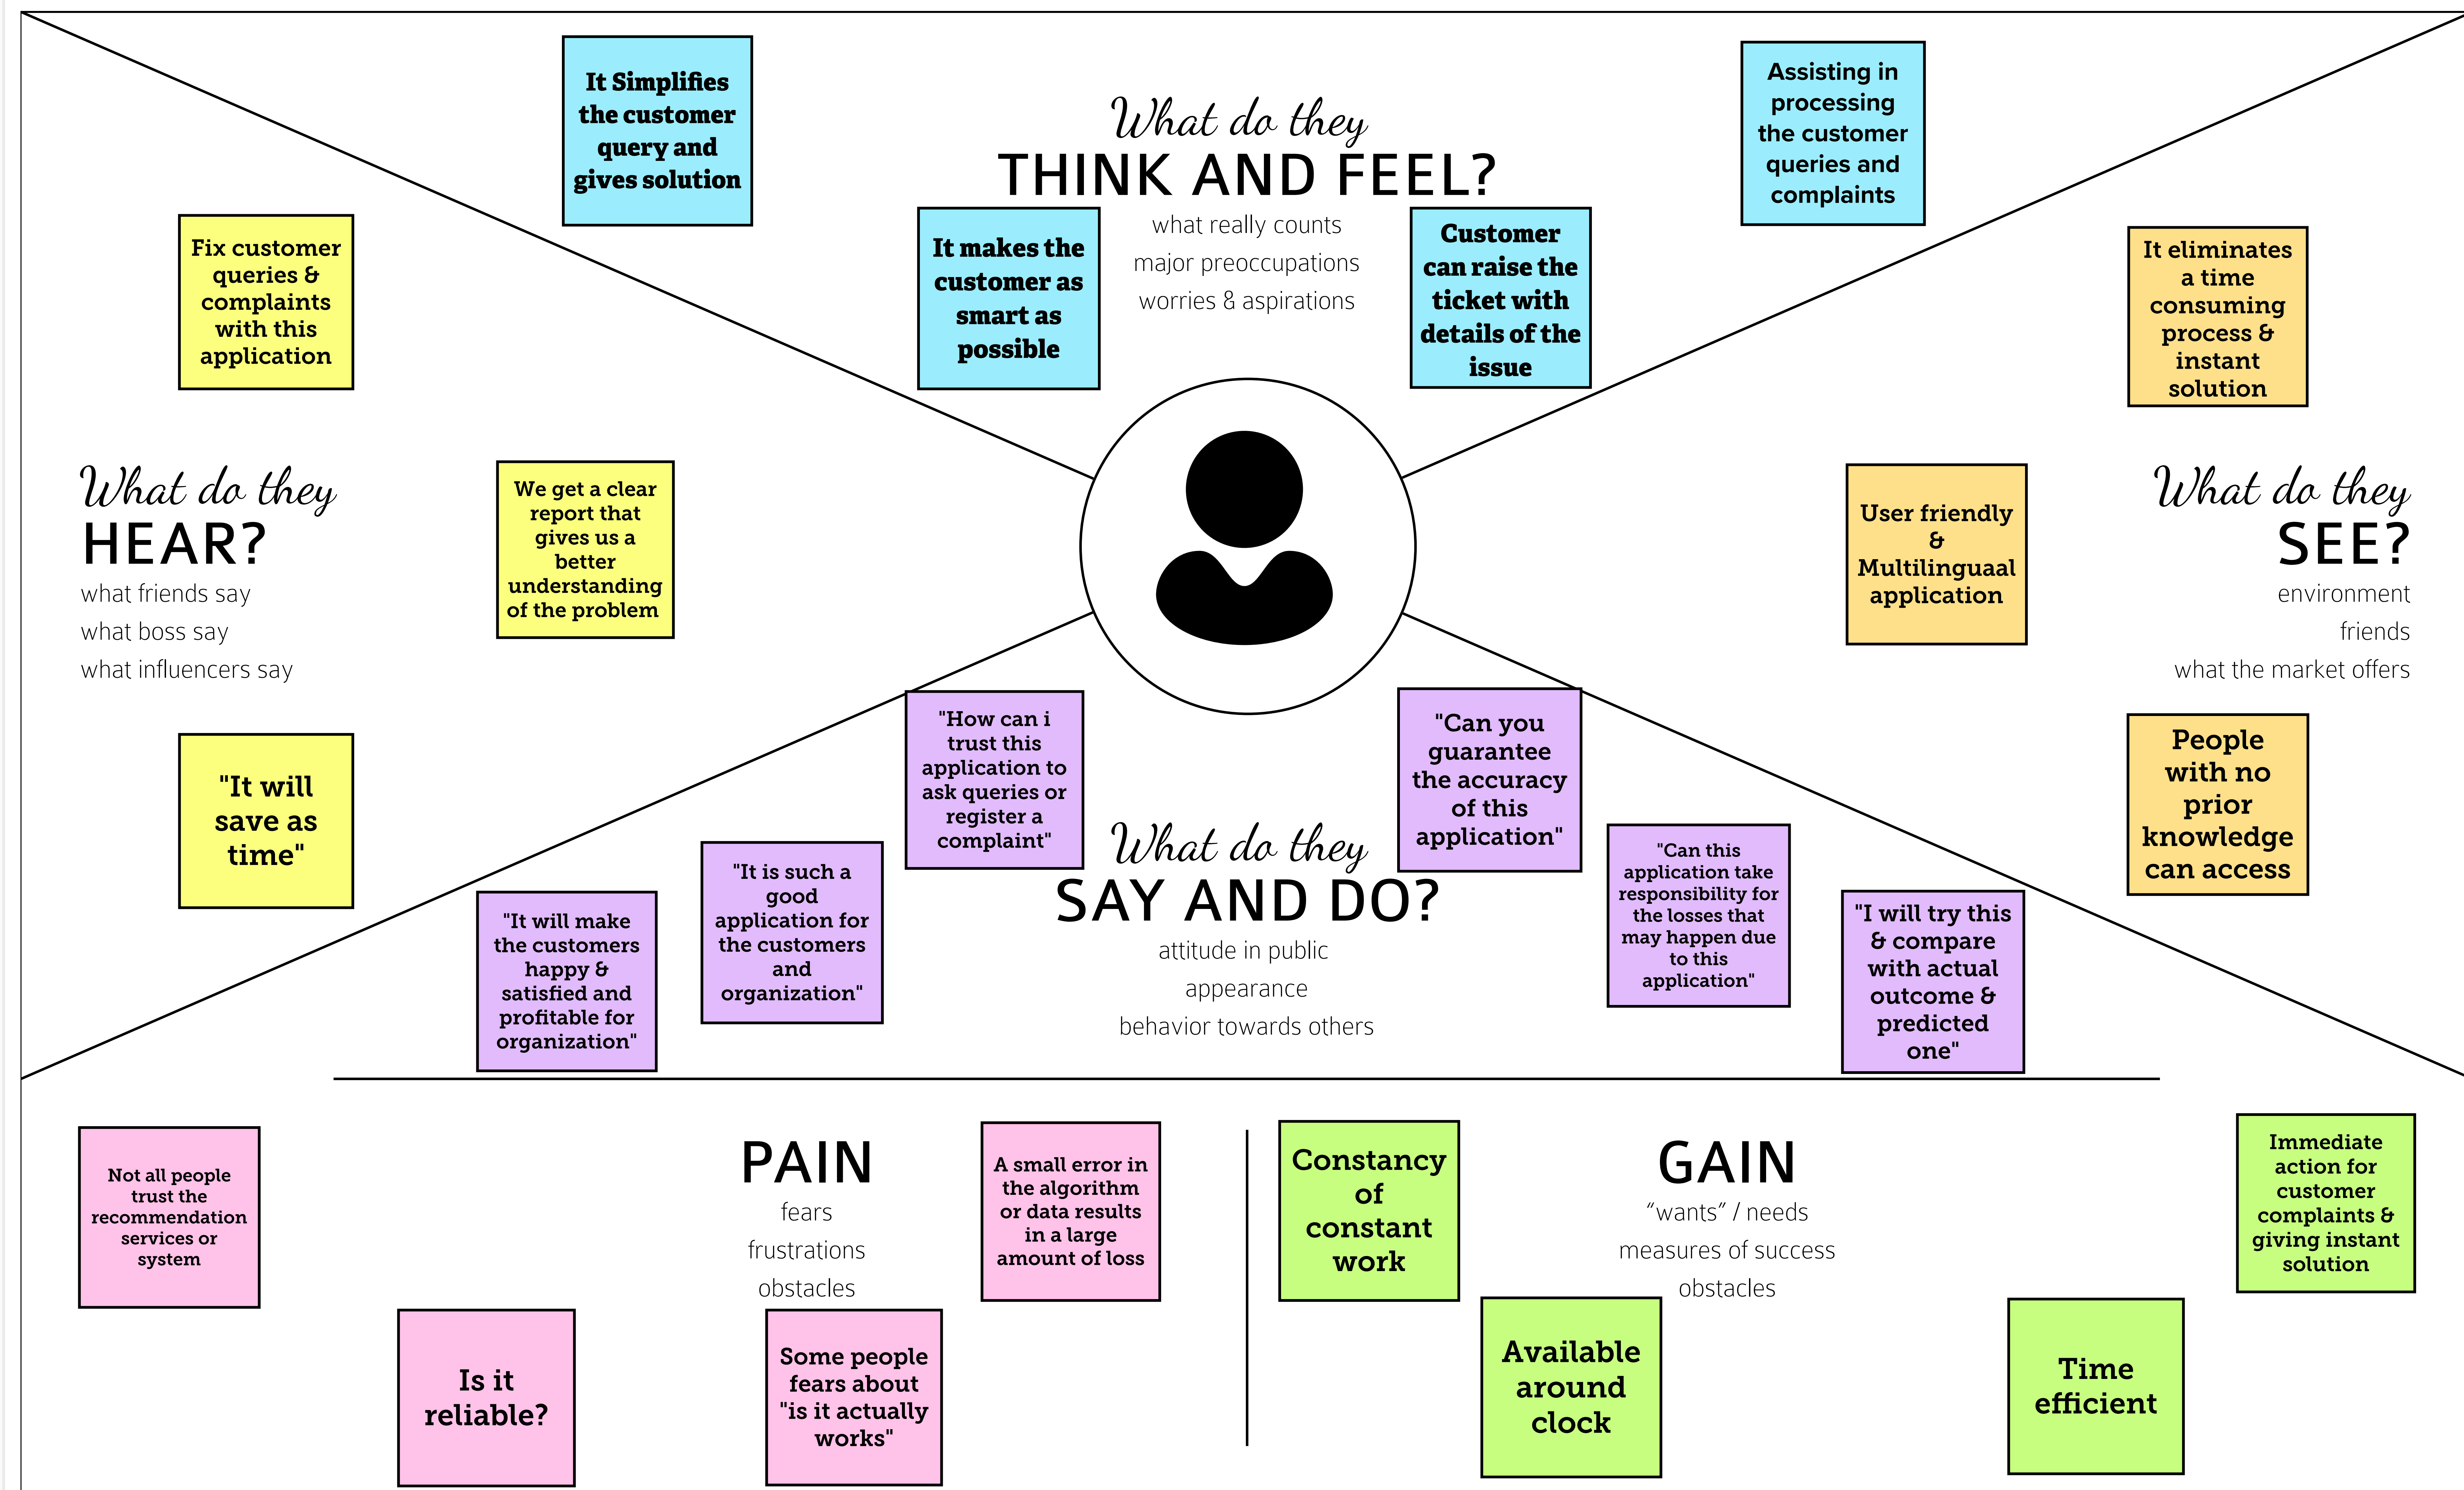 It Simplifies
the customer
query and
gives solution
What do they
THINK AND FEEL?
what really counts
major preoccupations
worries & aspirations
It makes the
customer as
smart as
possible
Customer
can raise the
ticket with
details of the
issue
Assisting in
processing
the customer
queries and
complaints
Fix customer
queries &
complaints
with this
application
What do they
HEAR?
what friends say
what boss say
what influencers say
We get a clear
report that
gives us a
better
understanding
of the problem
"It will
save as
time"
It eliminates
a time
consuming
process &
instant
solution
User friendly
&
Multilinguaal
application
What do they
SEE?
environment
friends
what the market offers
People
with no
prior
knowledge
can access
"How can i
trust this
application to
ask queries or
register a
complaint"
"It is such a
good
application for
the customers
and
organization"
"It will make
the customers
happy &
satisfied and
profitable for
organization"
What do they
SAY AND DO?
attitude in public
appearance
behavior towards others
"Can you
guarantee
the accuracy
of this
application"
"Can this
application take
responsibility for
the losses that
may happen due
to this
application"
"I will try this
& compare
with actual
outcome &
predicted
one"
Not all people
trust the
recommendation
services or
system
PAIN
fears
frustrations
obstacles
A small error in
the algorithm
or data results
in a large
amount of loss
Is it
reliable?
Some people
fears about
"is it actually
works"
Constancy
of
constant
work
GAIN
“wants” / needs
measures of success
obstacles
Immediate
action for
customer
complaints &
giving instant
solution
Available
around
clock
Time
efficient